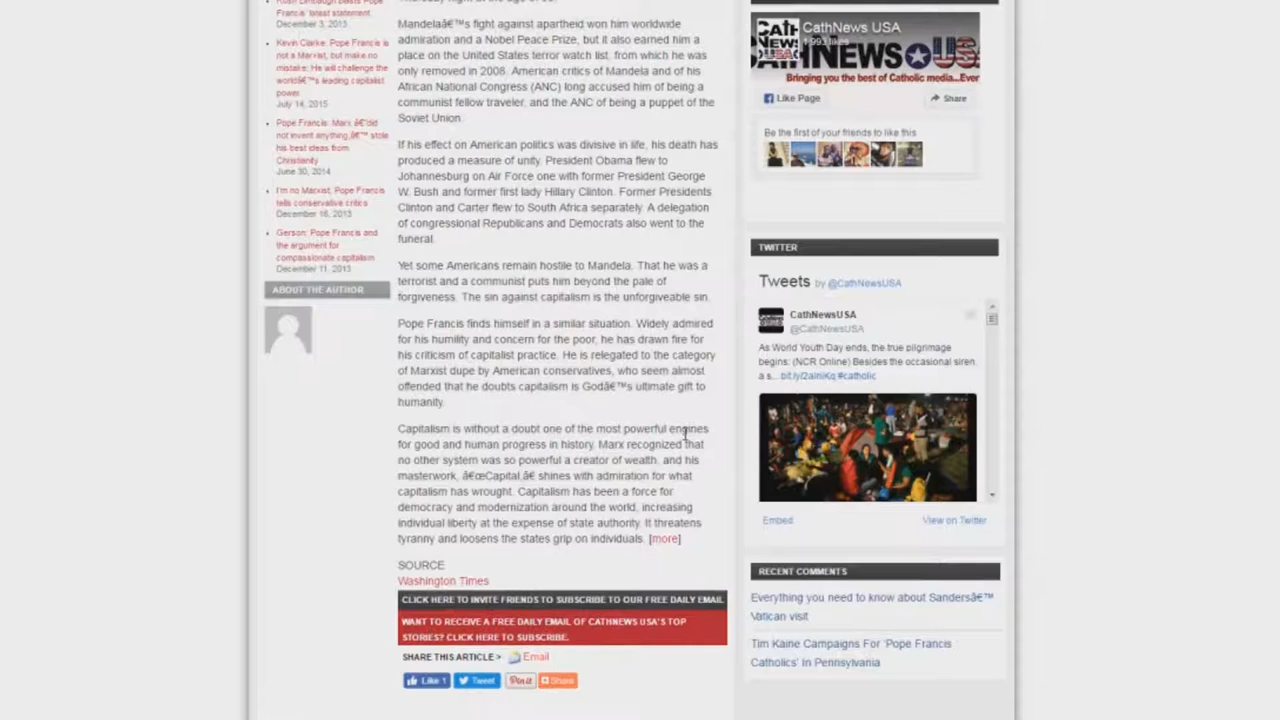 Francis' latest statement
December 3, 2013
Kevin Clarke: Pope Francis is
not a Marxist, but make no
mistake: He will challenge the
worldâ€™s leading capitalist
power
July 14, 2015
Pope Francis: Marx â€˜did
not invent anything,â€™ stole
his best ideas from
Christianity
June 30, 2014
I'm no Marxist, Pope Francis
tells conservative critics
December 16, 2013
Gerson: Pope Francis and
the argument for
compassionate capitalism
December 11, 2013
ABOUT THE AUTHOR
Mandelaâ€™s fight against apartheid won him worldwide
admiration and a Nobel Peace Prize, but it also earned him a
place on the United States terror watch list, from which he was
only removed in 2008. American critics of Mandela and of his
African National Congress (ANC) long accused him of being a
communist fellow traveler, and the ANC of being a puppet of the
Soviet Union.
If his effect on American politics was divisive in life, his death has
produced a measure of unity. President Obama flew to
Johannesburg on Air Force one with former President George
W. Bush and former first lady Hillary Clinton. Former Presidents
Clinton and Carter flew to South Africa separately. A delegation
of congressional Republicans and Democrats also went to the
funeral.
Yet some Americans remain hostile to Mandela. That he was a
terrorist and a communist puts him beyond the pale of
forgiveness. The sin against capitalism is the unforgiveable sin.
Pope Francis finds himself in a similar situation. Widely admired
for his humility and concern for the poor, he has drawn fire for
his criticism of capitalist practice. He is relegated to the category
of Marxist dupe by American conservatives, who seem almost
offended that he doubts capitalism is Godâ€™s ultimate gift to
humanity.
Capitalism is without a doubt one of the most powerful engines
for good and human progress in history. Marx recognized that
no other system was so powerful a creator of wealth, and his
masterwork, â€œCapital,â€ shines with admiration for what
capitalism has wrought. Capitalism has been a force for
democracy and modernization around the world, increasing
individual liberty at the expense of state authority. It threatens
tyranny and loosens the states grip on individuals. [more]
SOURCE
Washington Times
CLICK HERE TO INVITE FRIENDS TO SUBSCRIBE TO OUR FREE DAILY EMAIL
WANT TO RECEIVE A FREE DAILY EMAIL OF CATHNEWS USA'S TOP
STORIES? CLICK HERE TO SUBSCRIBE.
SHARE THIS ARTICLE > Email
Like 1 Tweet Pin it Share
CathNews USA
1,993 likes
CATHNEWS USA
Bringing you the best of Catholic media...Ever
Like Page Share
Be the first of your friends to like this
TWITTER
Tweets by @CathNewsUSA
CathNewsUSA
@CathNewsUSA
As World Youth Day ends, the true pilgrimage
begins: (NCR Online) Besides the occasional siren,
a s... #catholic
Embed View on Twitter
RECENT COMMENTS
Everything you need to know about Sandersâ€™
Vatican visit
Tim Kaine Campaigns For 'Pope Francis
Catholics' In Pennsylvania